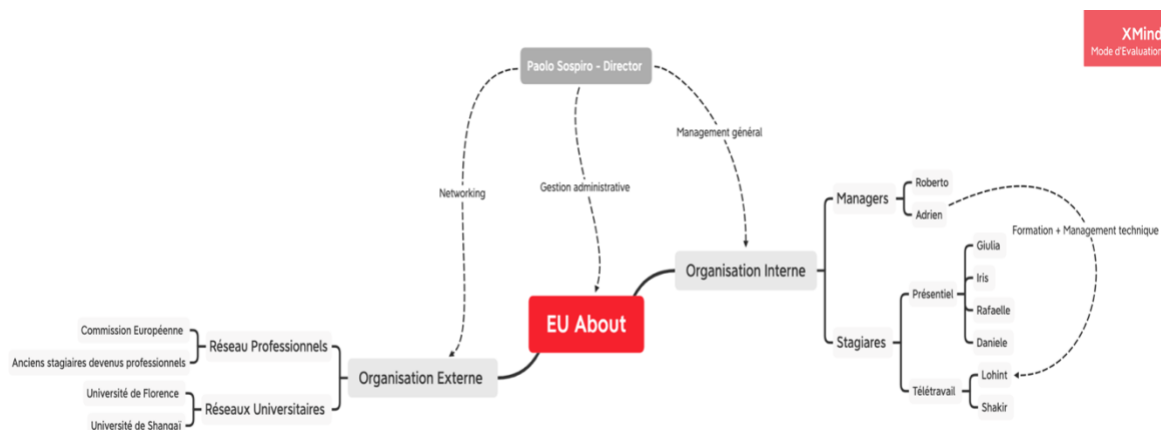 XMind
Mode d'Evaluation
Paolo Sospiro - Director
Management général
Networking
Gestion administrative
Managers
Roberto
Adrien
Formation + Management technique
Organisation Interne
EU About
Stagiares
Présentiel
Giulia
Iris
Rafaelle
Daniele
Télétravail
Lohint
Shakir
Organisation Externe
Réseau Professionnels
Commission Européenne
Anciens stagiaires devenus professionnels
Réseaux Universitaires
Université de Florence
Université de Shangaï